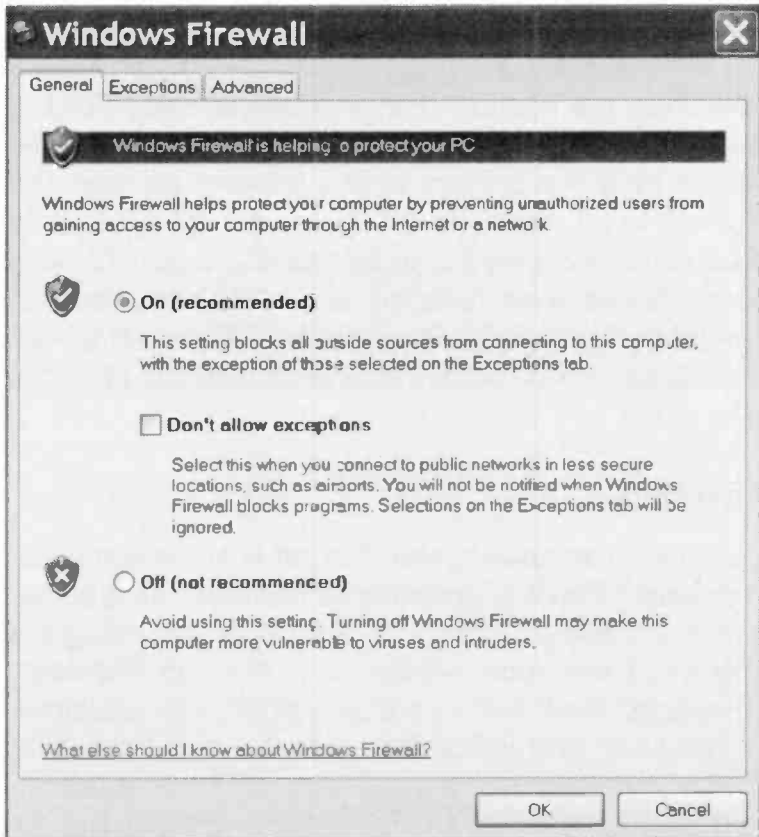 Windows Firewall
General Exceptions Advanced
Windows Firewall is helping to protect your PC
Windows Firewall helps protect your computer by preventing unauthorized users from
gaining access to your computer through the Internet or a network.
On (recommended)
This setting blocks all outside sources from connecting to this computer,
with the exception of those selected on the Exceptions tab.
Don't allow exceptions
Select this when you connect to public networks in less secure
locations, such as airports. You will not be notified when Windows
Firewall blocks programs. Selections on the Exceptions tab will be
ignored.
Off (not recommended)
Avoid using this setting. Turning off Windows Firewall may make this
computer more vulnerable to viruses and intruders.
What else should I know about Windows Firewall?
OK Cancel